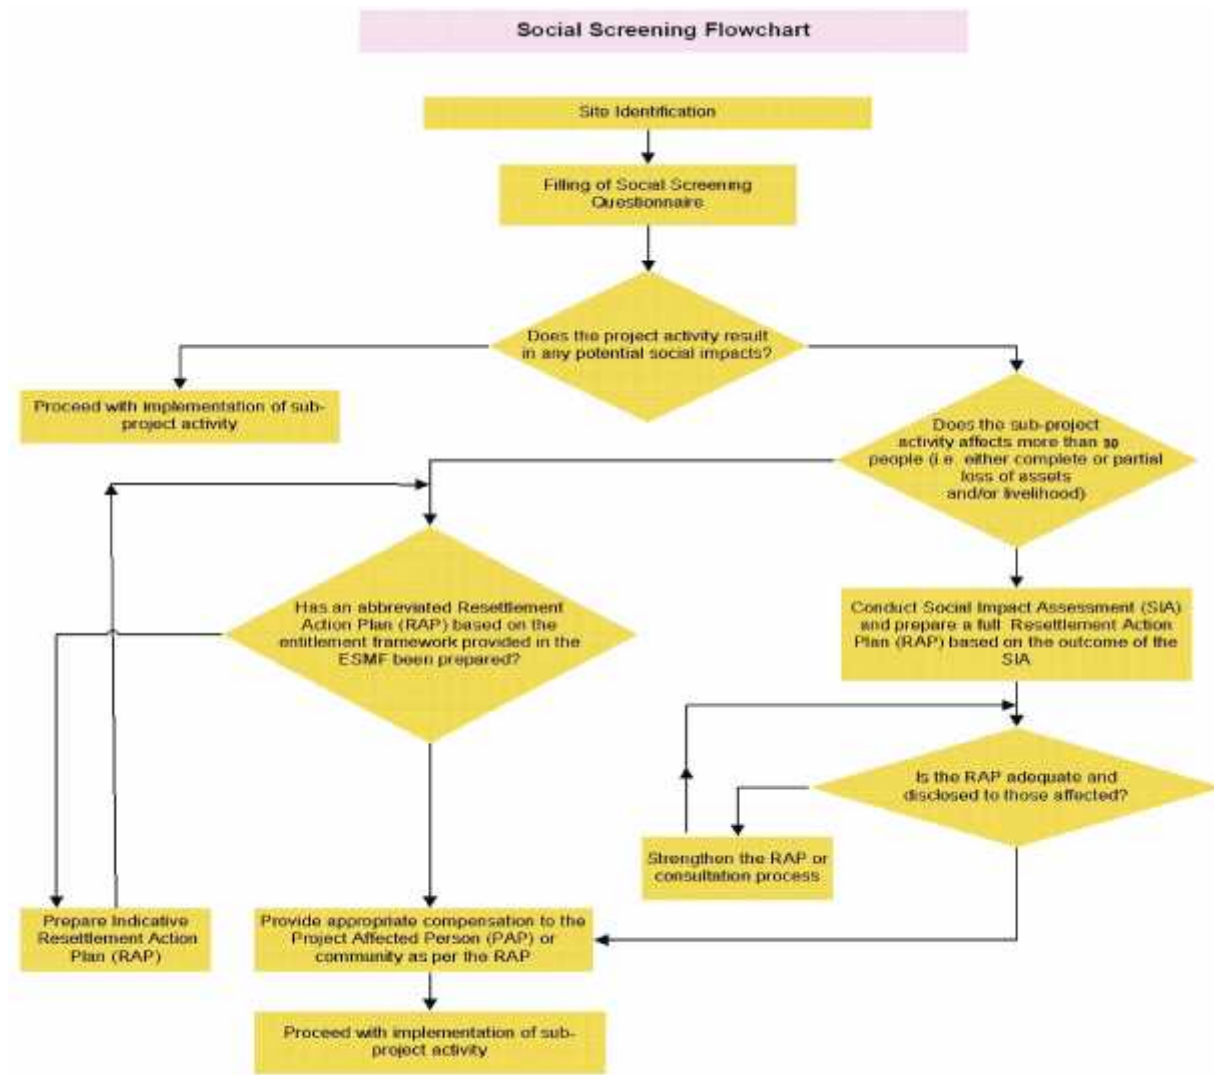 Social Screening Flowchart
Site Identification
Filling of Social Screening
Questionnaire
Does the project activity result
in any potential social impacts?
Proceed with implementation of sub-
project activity
Does the sub-project
activity affects more than
people (i.e. either complete or partial
loss of assets
and/or livelihood)
Has an abbreviated Resettlement
Action Plan (RAP) based on the
entitlement framework provided in the
ESMF been prepared?
Conduct Social Impact Assessment (SIA)
and prepare a full Resettlement Action
Plan (RAP) based on the outcome of the
SIA
Is the RAP adequate and
disclosed to those affected?
Strengthen the RAP or
consultation process
Prepare Indicative
Resettlement Action
Plan (RAP)
Provide appropriate compensation to the
Project Affected Person (PAP) or
community as per the RAP
Proceed with implementation of sub-
project activity